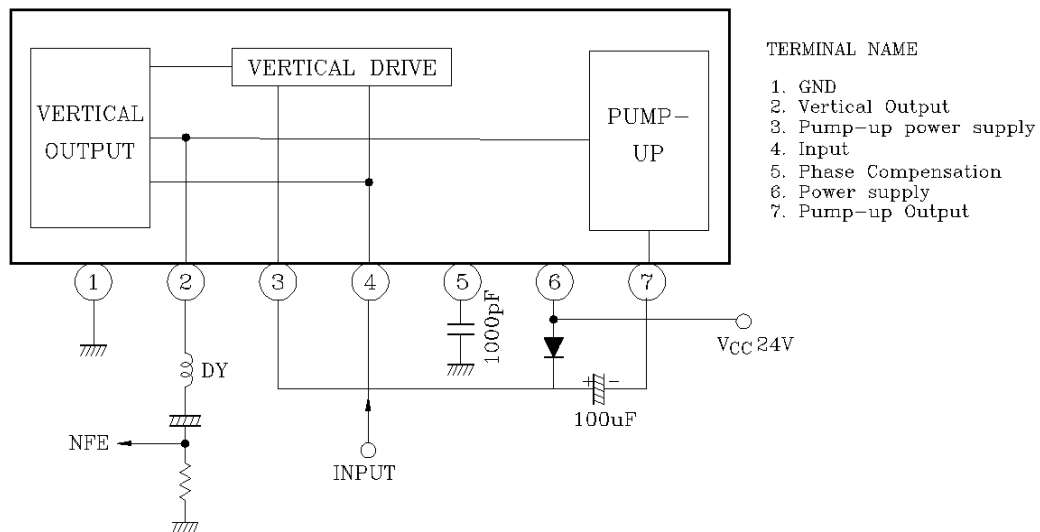 VERTICAL DRIVE
VERTICAL
OUTPUT
PUMP-
UP
1
2
3
4
5
6
7
1000pF
DY
NFE
INPUT
+
-
100uF
VCC 24V
TERMINAL NAME
1. GND
2. Vertical Output
3. Pump-up power supply
4. Input
5. Phase Compensation
6. Power supply
7. Pump-up Output